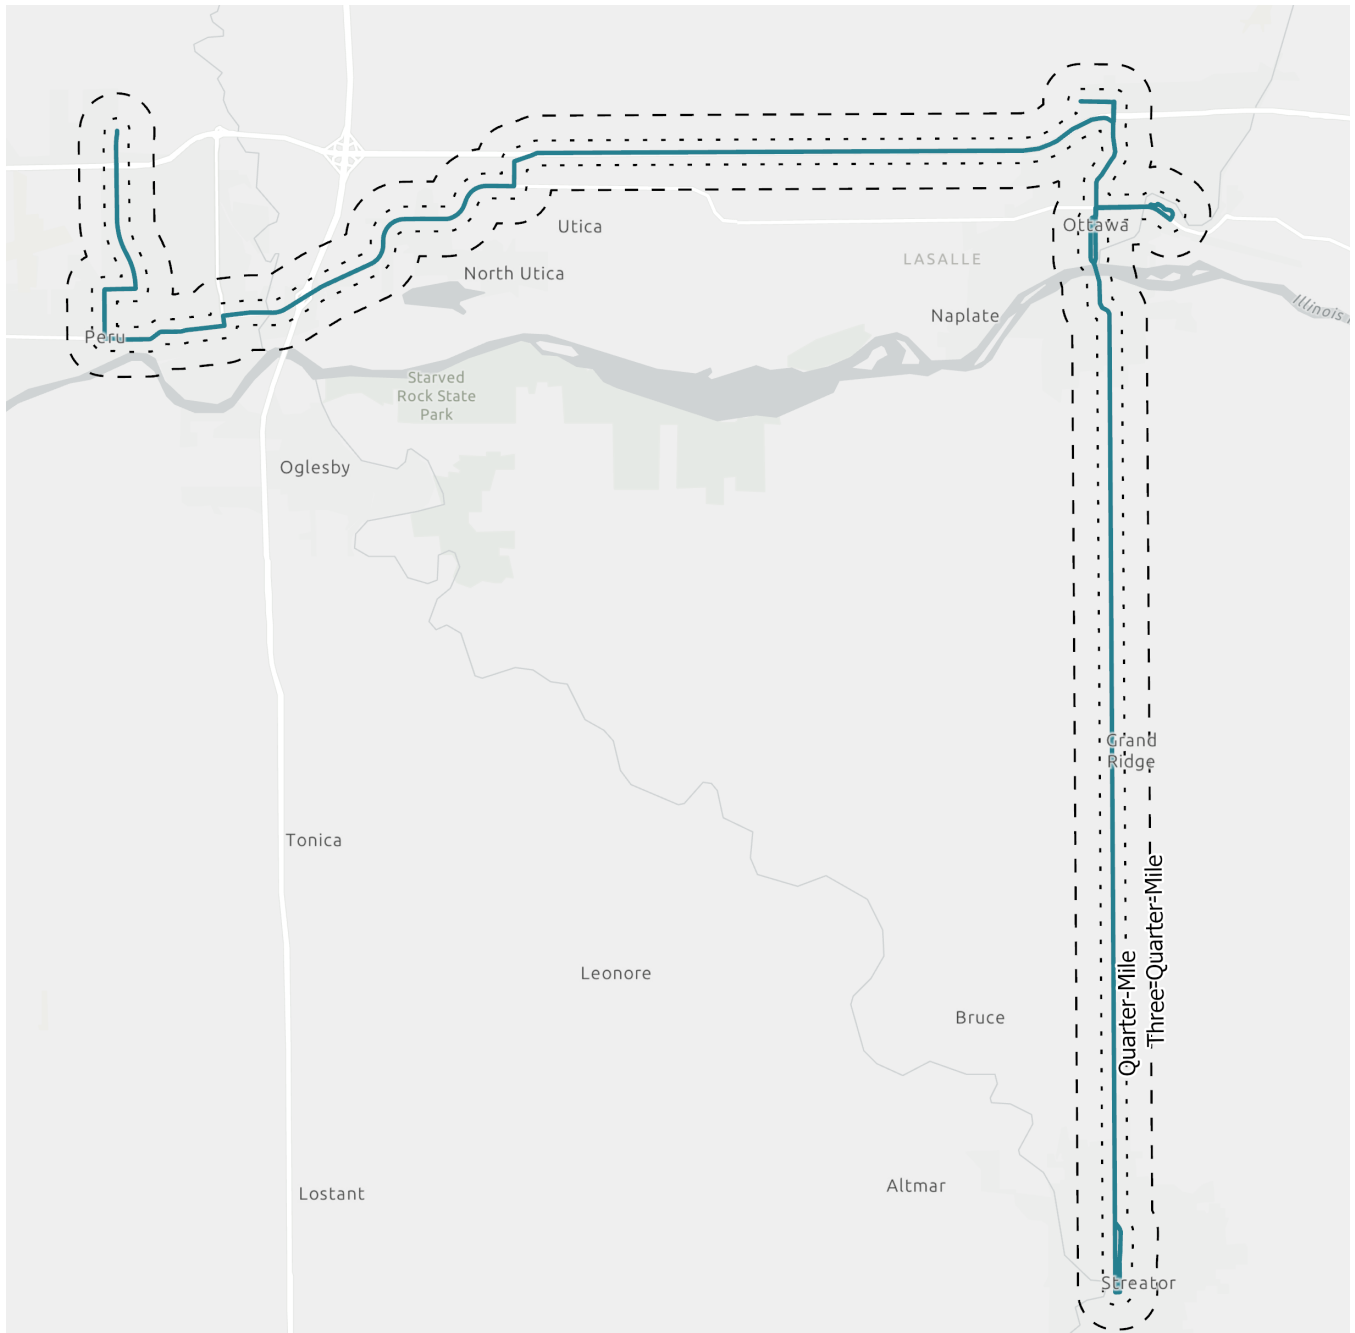 Ottawa
Utica
LASALLE
North Utica
Illinois
Naplate
Peru
Starved
Rock State
Park
Oglesby
Grand
Ridge
Tonica
Three-Quarter-Mile
Quarter-Mile
Leonore
Bruce
Altmar
Lostant
Streator